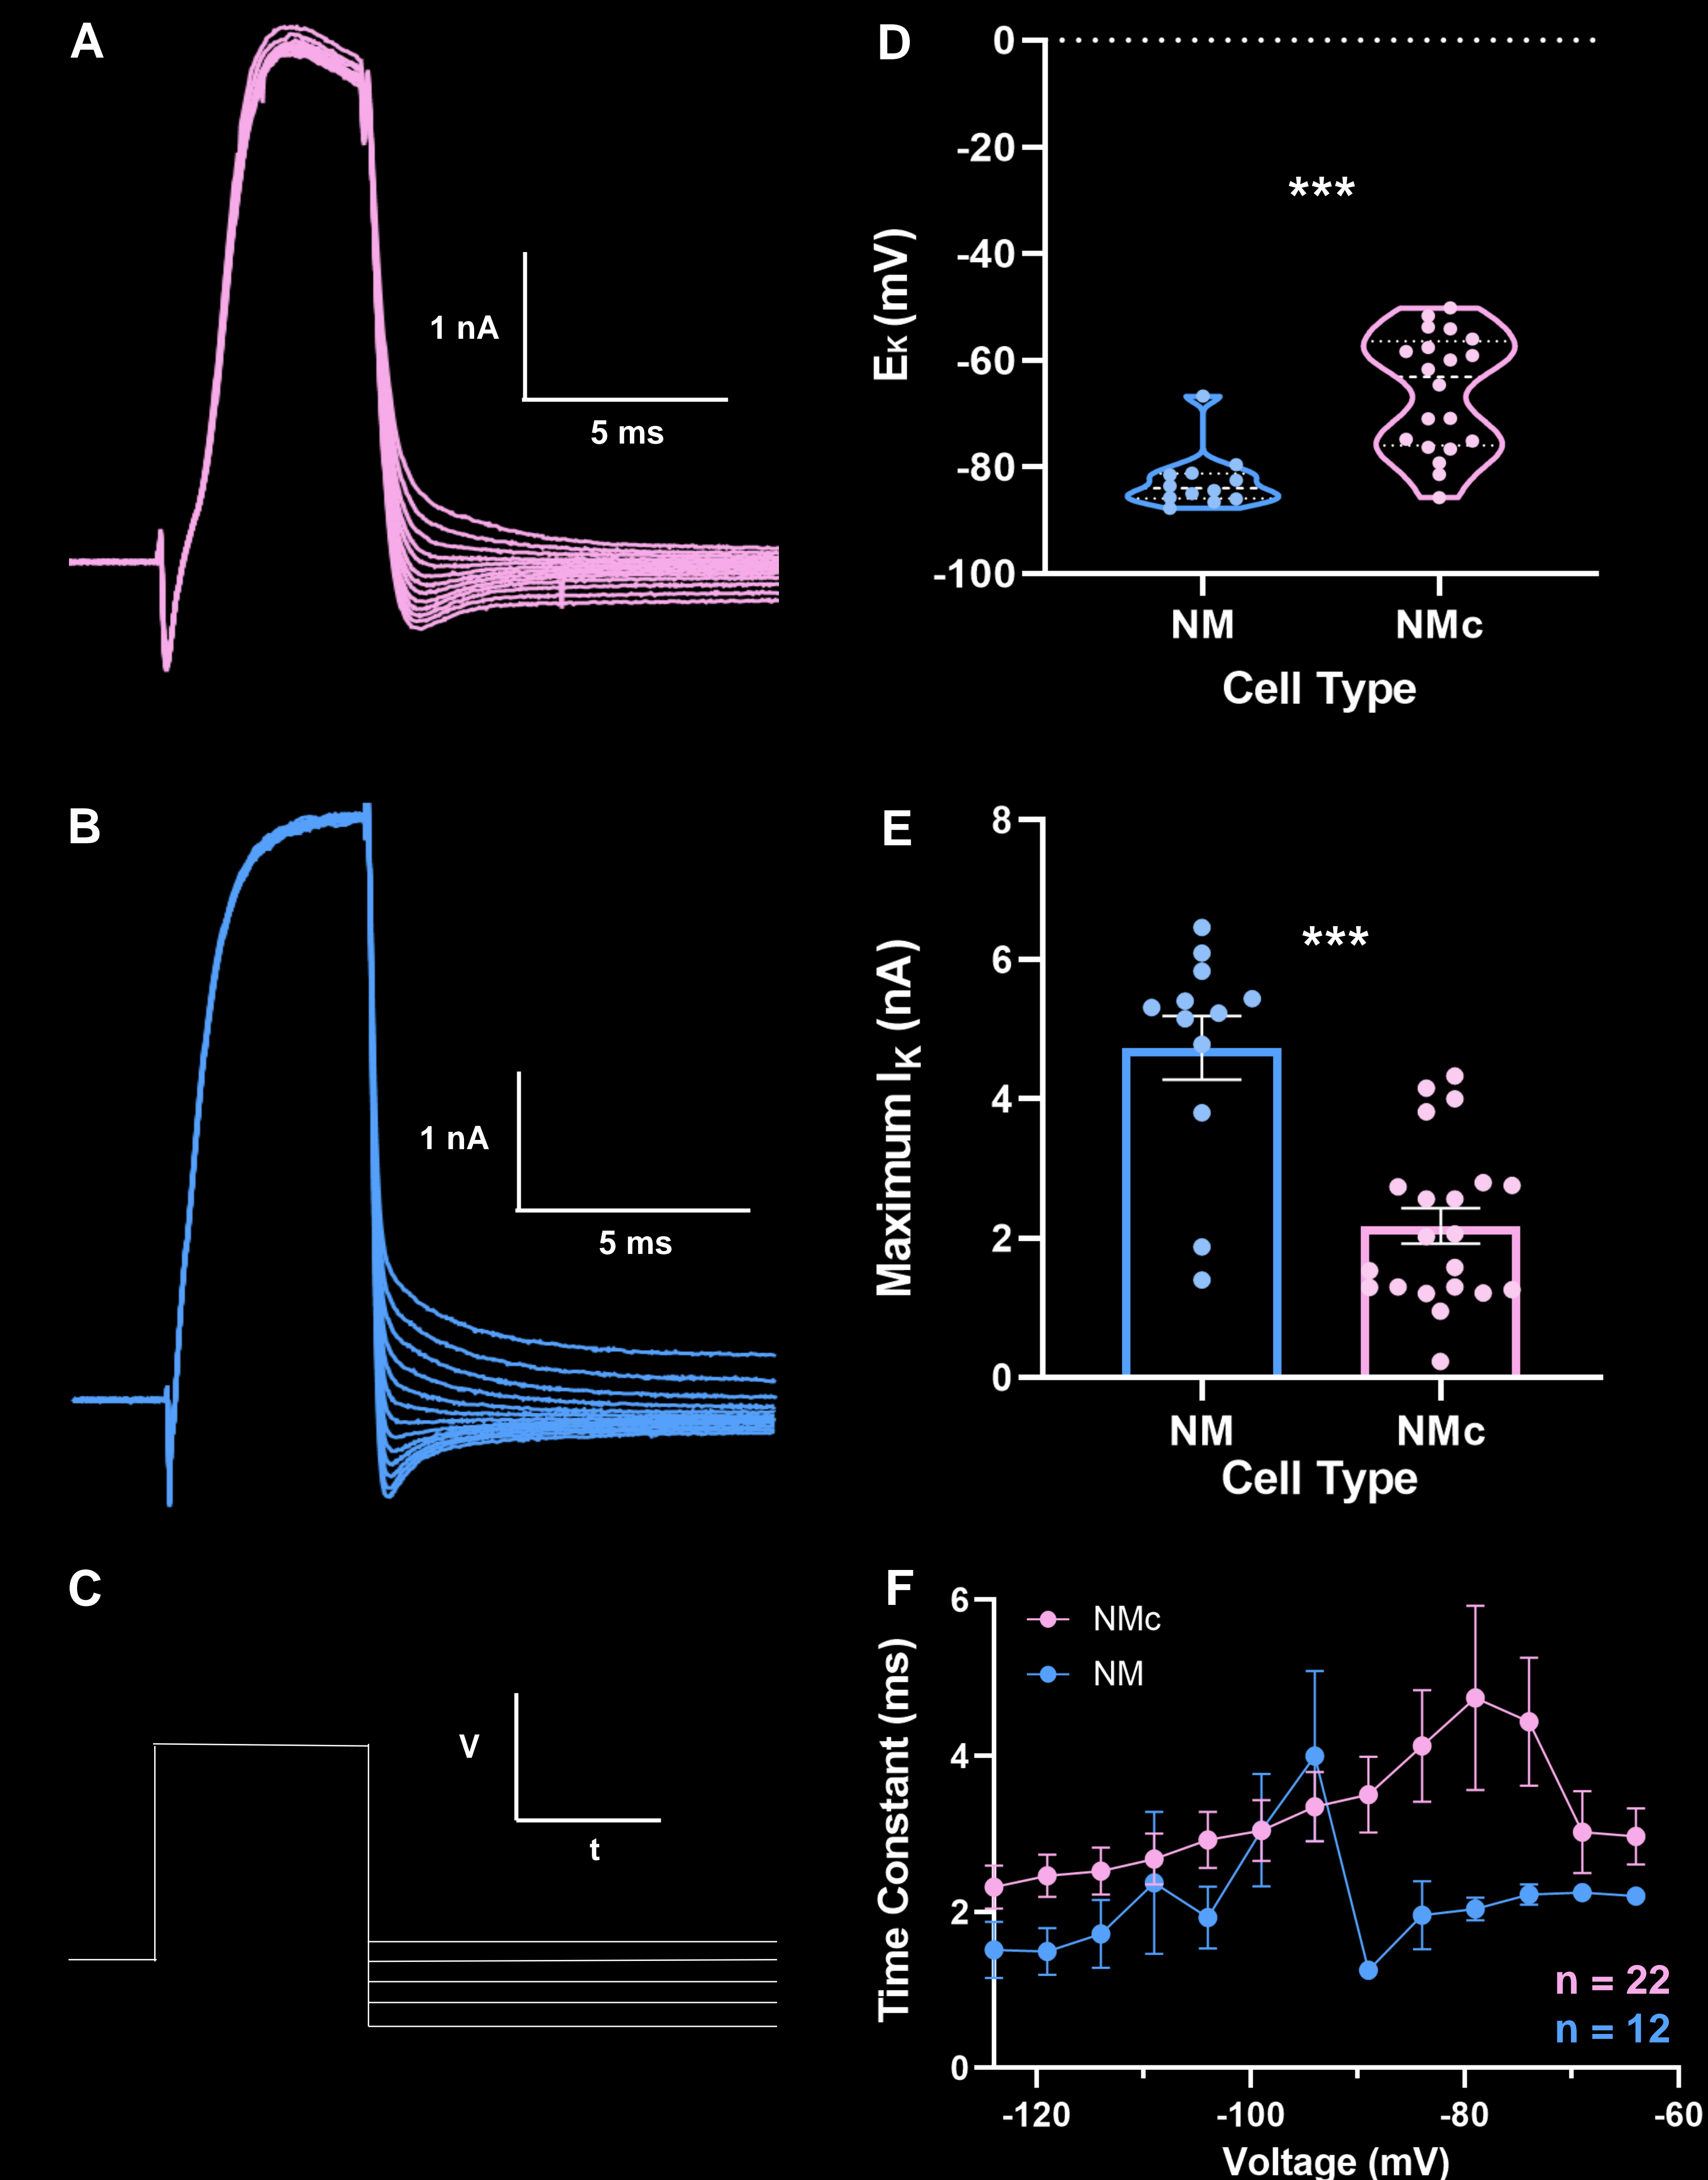 A
1 nA
5 ms
B
1 nA
5 ms
C
V
t
D
0
-20
-40
-60
-80
-100
EK (mV)
***
NM
NMc
Cell Type
E
8
6
4
2
0
Maximum IK (nA)
***
NM
NMc
Cell Type
F
6
4
2
0
Time Constant (ms)
NMc
NM
n = 22
n = 12
-120
-100
-80
-60
Voltage (mV)